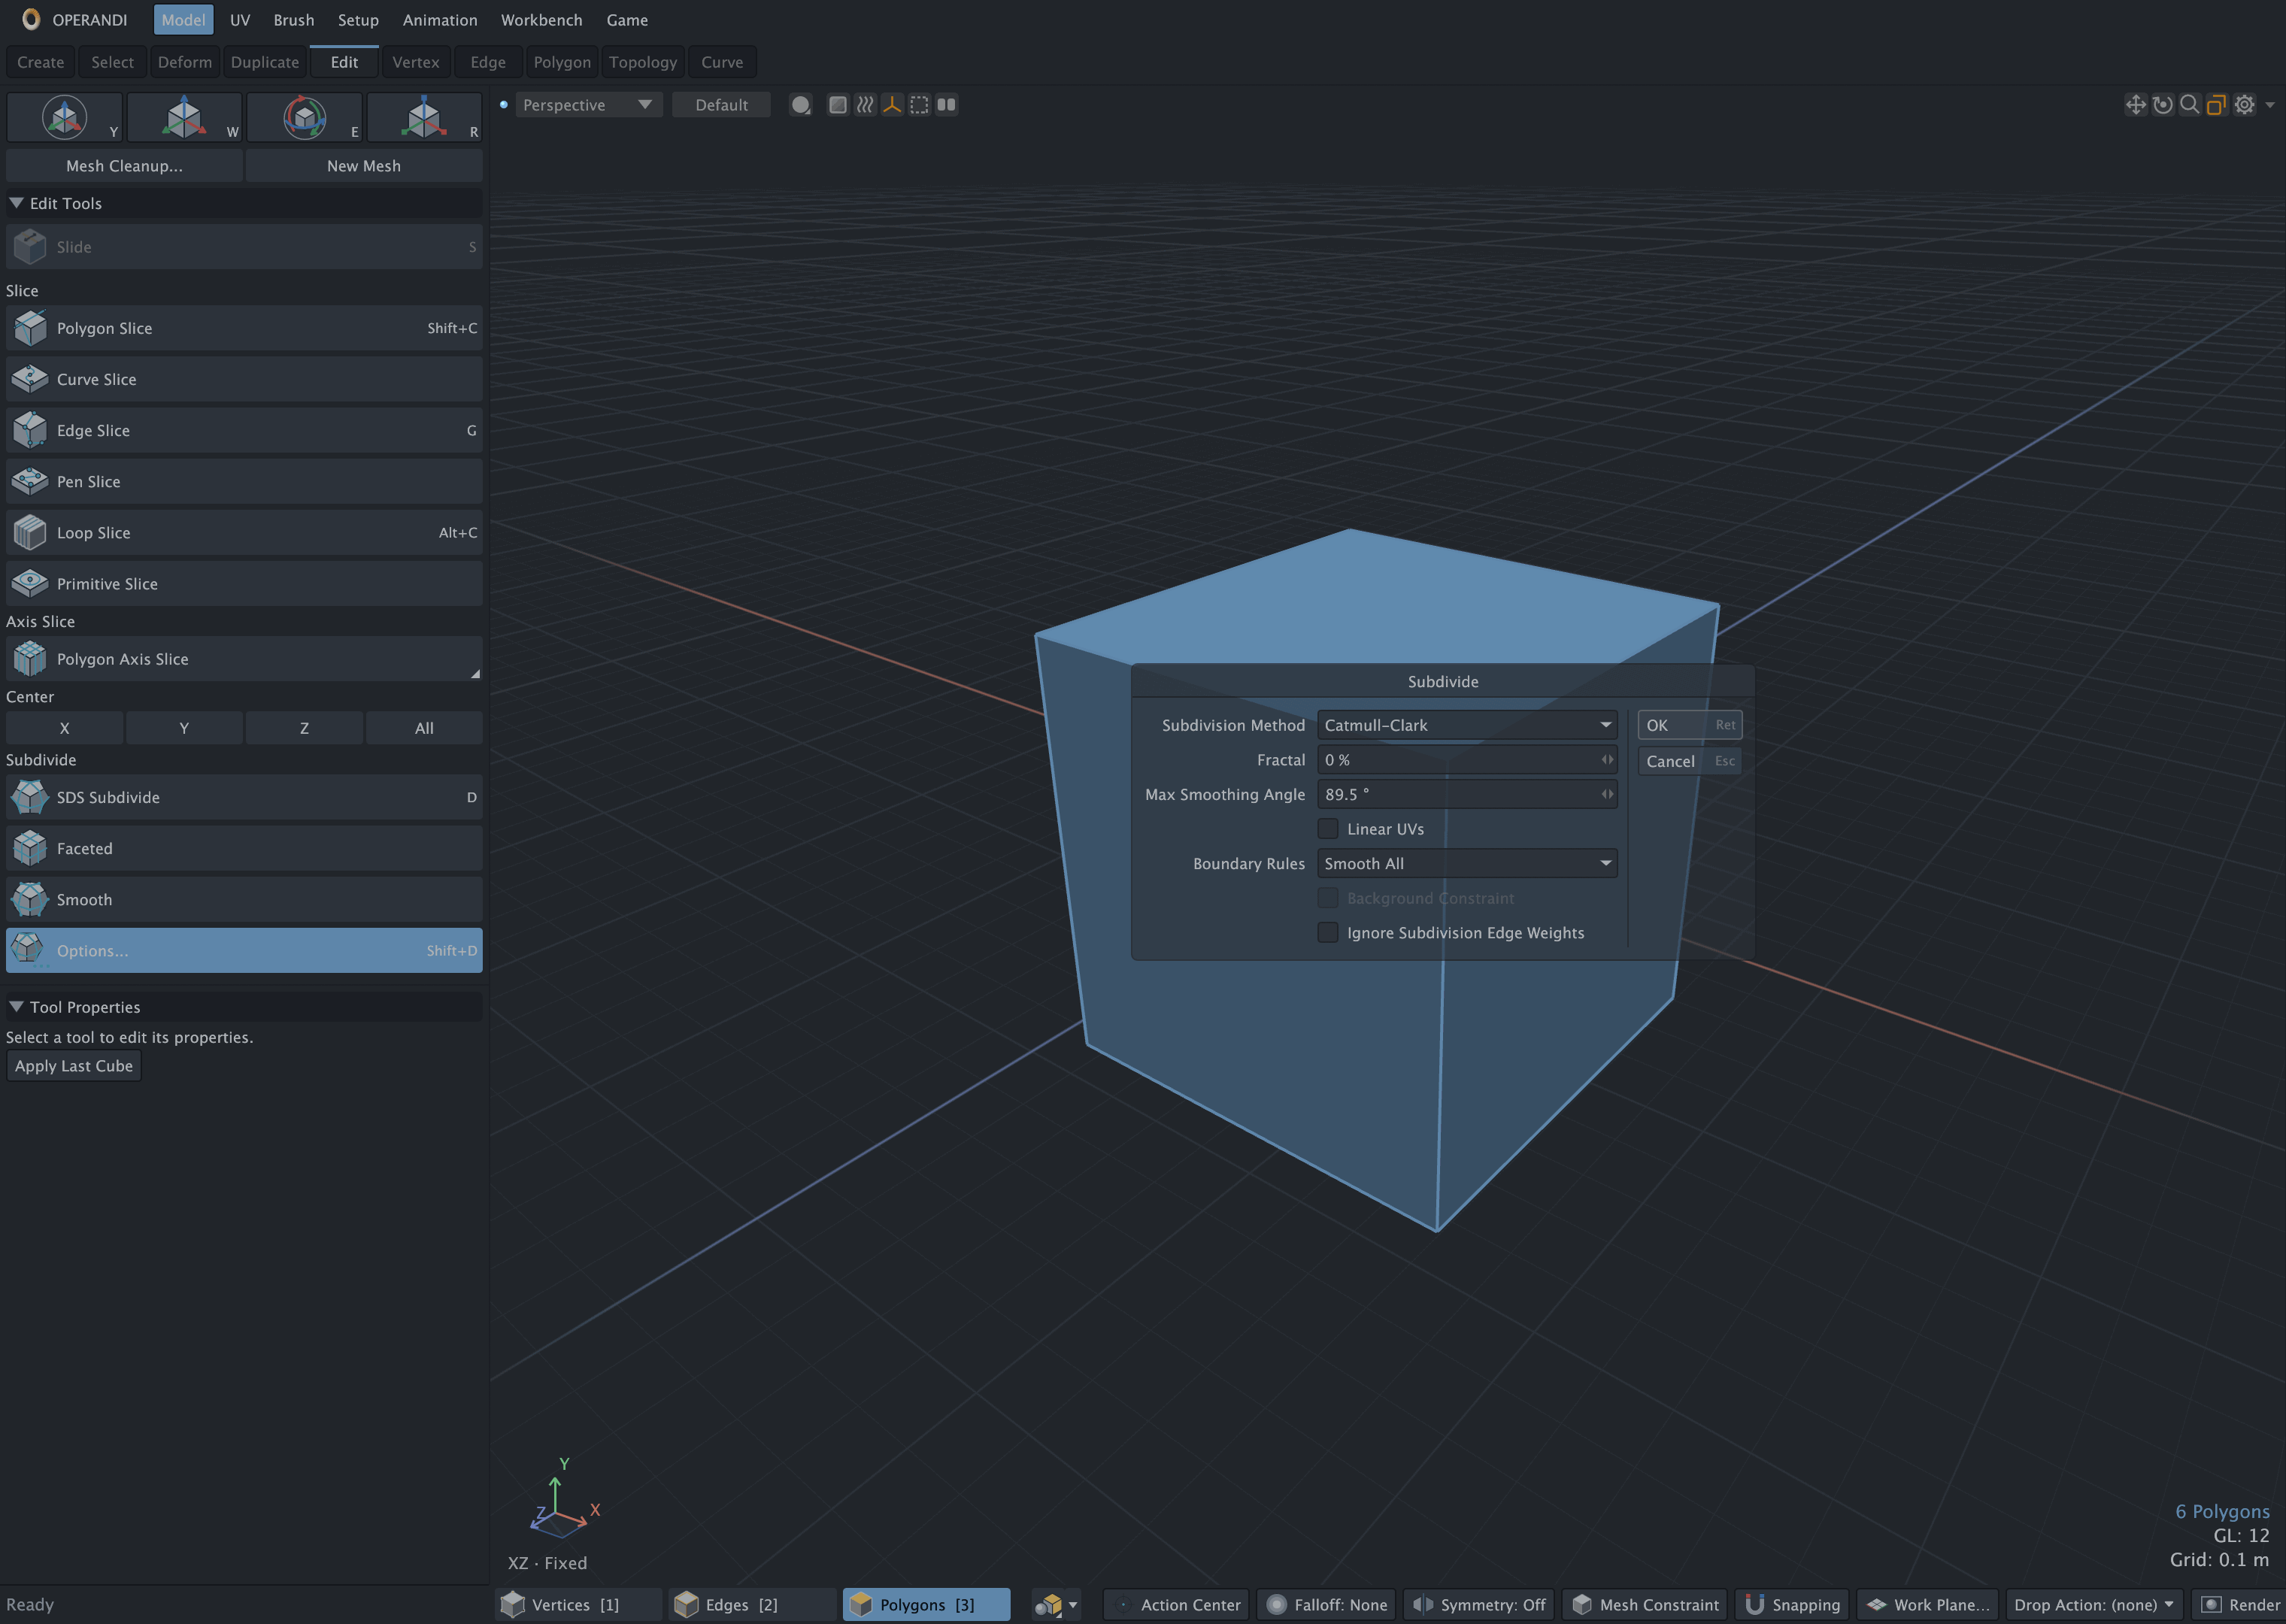 OPERANDI Model UV Brush Setup Animation Workbench Game
Create Select Deform Duplicate Edit Vertex Edge Polygon Topology Curve
Y W E R
Perspective Default
Mesh Cleanup... New Mesh
Edit Tools
Slide S
Slice
Polygon Slice Shift+C
Curve Slice
Edge Slice G
Pen Slice
Loop Slice Alt+C
Primitive Slice
Axis Slice
Polygon Axis Slice
Center
X Y Z All
Subdivide
SDS Subdivide D
Faceted
Smooth
Options... Shift+D
Tool Properties
Select a tool to edit its properties.
Apply Last Cube
Subdivide
Subdivision Method Catmull-Clark
Fractal 0 %
Max Smoothing Angle 89.5 °
Linear UVs
Boundary Rules Smooth All
Background Constraint
Ignore Subdivision Edge Weights
OK Ret
Cancel Esc
Y
Z X
XZ · Fixed
6 Polygons
GL: 12
Grid: 0.1 m
Ready Vertices [1] Edges [2] Polygons [3] Action Center Falloff: None Symmetry: Off Mesh Constraint Snapping Work Plane... Drop Action: (none) Render